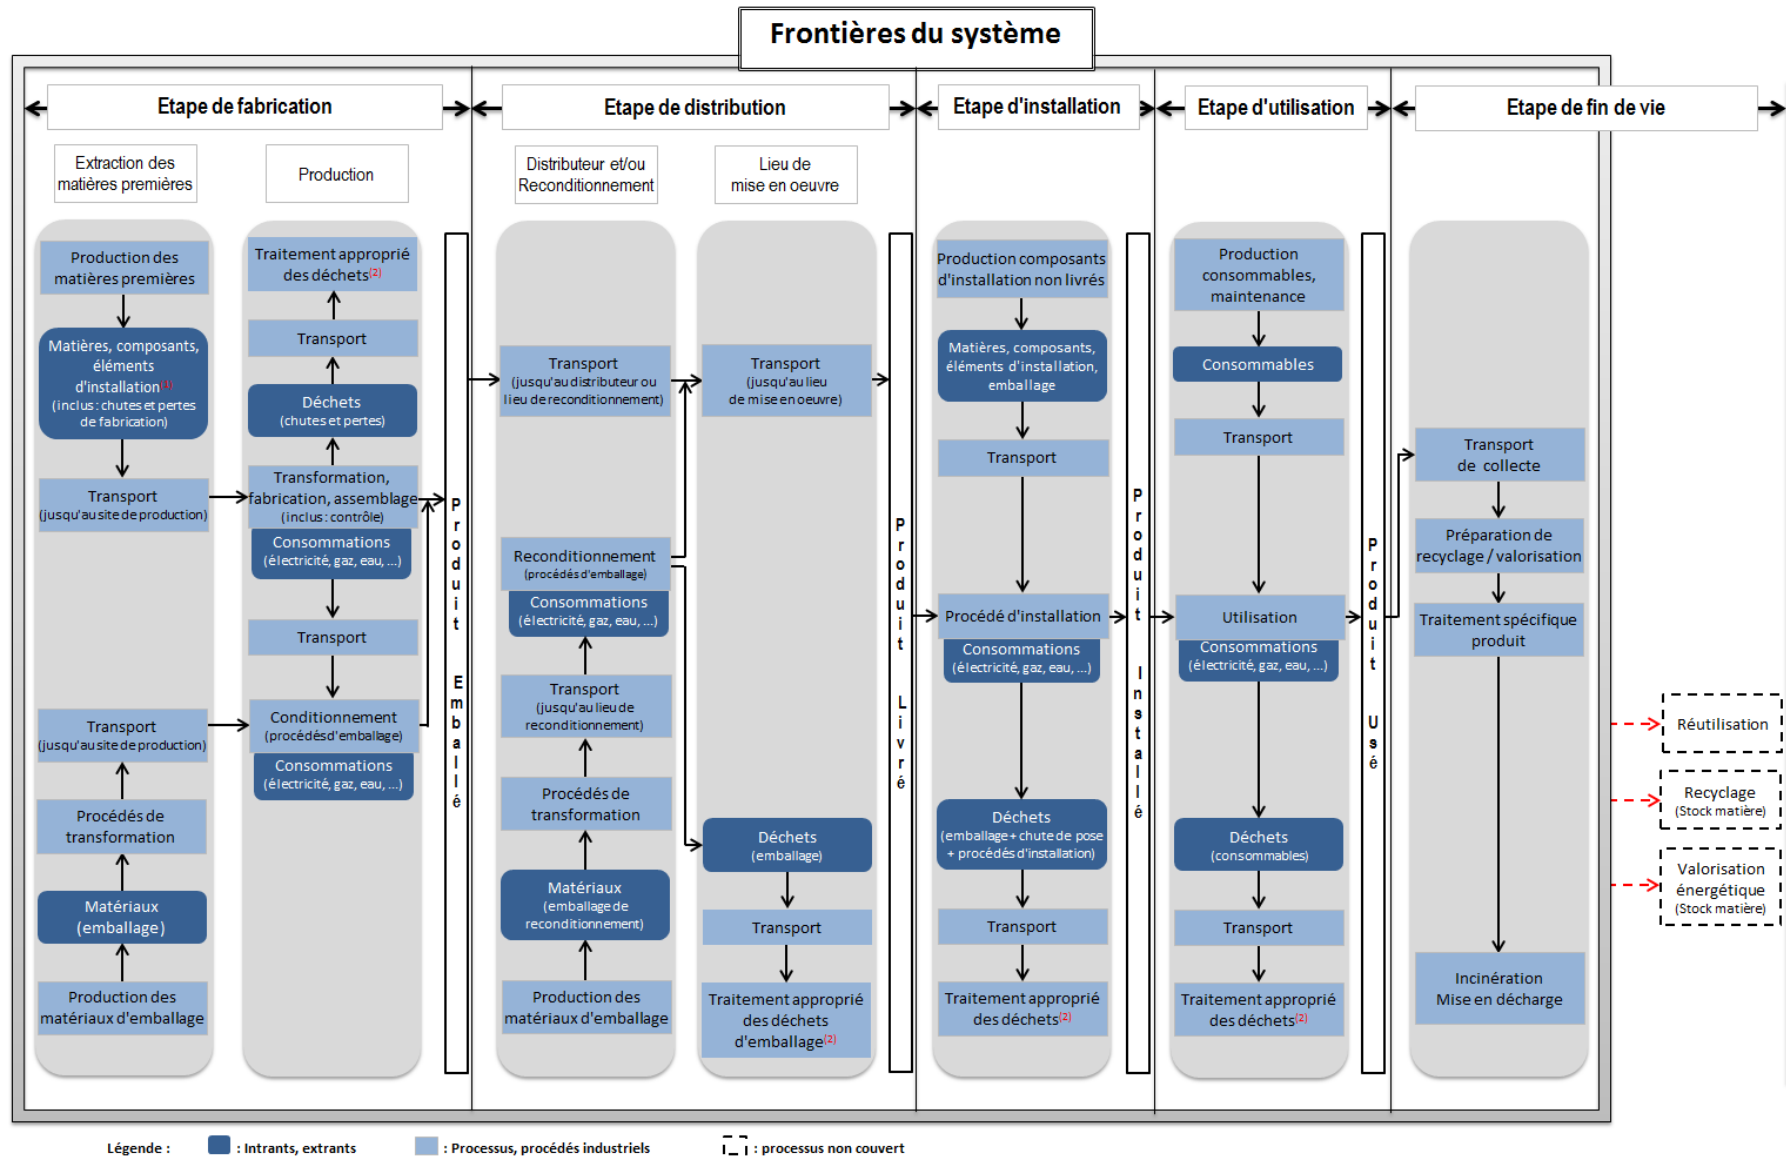 Frontières du système
Etape de fabrication
Etape de distribution
Etape d'installation
Etape d'utilisation
Etape de fin de vie
Extraction des
matières premières
Production
Distributeur et/ou
Reconditionnement
Lieu de
mise en oeuvre
Production des
matières premières
Matières, composants,
éléments
d'installation(1)
(inclus : chutes et pertes
de fabrication)
Transport
(jusqu'au site de production)
Transport
(jusqu'au site de production)
Procédés de
transformation
Matériaux
(emballage)
Production des
matériaux d'emballage
Traitement approprié
des déchets(2)
Transport
Déchets
(chutes et pertes)
Transformation,
fabrication, assemblage
(inclus : contrôle)
Consommations
(électricité, gaz, eau, ...)
Transport
Conditionnement
(procédés d'emballage)
Consommations
(électricité, gaz, eau, ...)
Produit Emballé
Transport
(jusqu'au distributeur ou
lieu de reconditionnement)
Reconditionnement
(procédés d'emballage)
Consommations
(électricité, gaz, eau, ...)
Transport
(jusqu'au lieu de
reconditionnement)
Procédés de
transformation
Matériaux
(emballage de
reconditionnement)
Production des
matériaux d'emballage
Transport
(jusqu'au lieu
de mise en oeuvre)
Déchets
(emballage)
Transport
Traitement approprié
des déchets
d'emballage(2)
Produit Livré
Production composants
d'installation non livrés
Matières, composants,
éléments d'installation,
emballage
Transport
Procédé d'installation
Consommations
(électricité, gaz, eau, ...)
Déchets
(emballage + chute de pose
+ procédés d'installation)
Transport
Traitement approprié
des déchets(2)
Produit Installé
Production
consommables,
maintenance
Consommables
Transport
Utilisation
Consommations
(électricité, gaz, eau, ...)
Déchets
(consommables)
Transport
Traitement approprié
des déchets(2)
Produit Usé
Transport
de collecte
Préparation de
recyclage / valorisation
Traitement spécifique
produit
Incinération
Mise en décharge
Réutilisation
Recyclage
(Stock matière)
Valorisation
énergétique
(Stock matière)
Légende : : Intrants, extrants : Processus, procédés industriels : processus non couvert